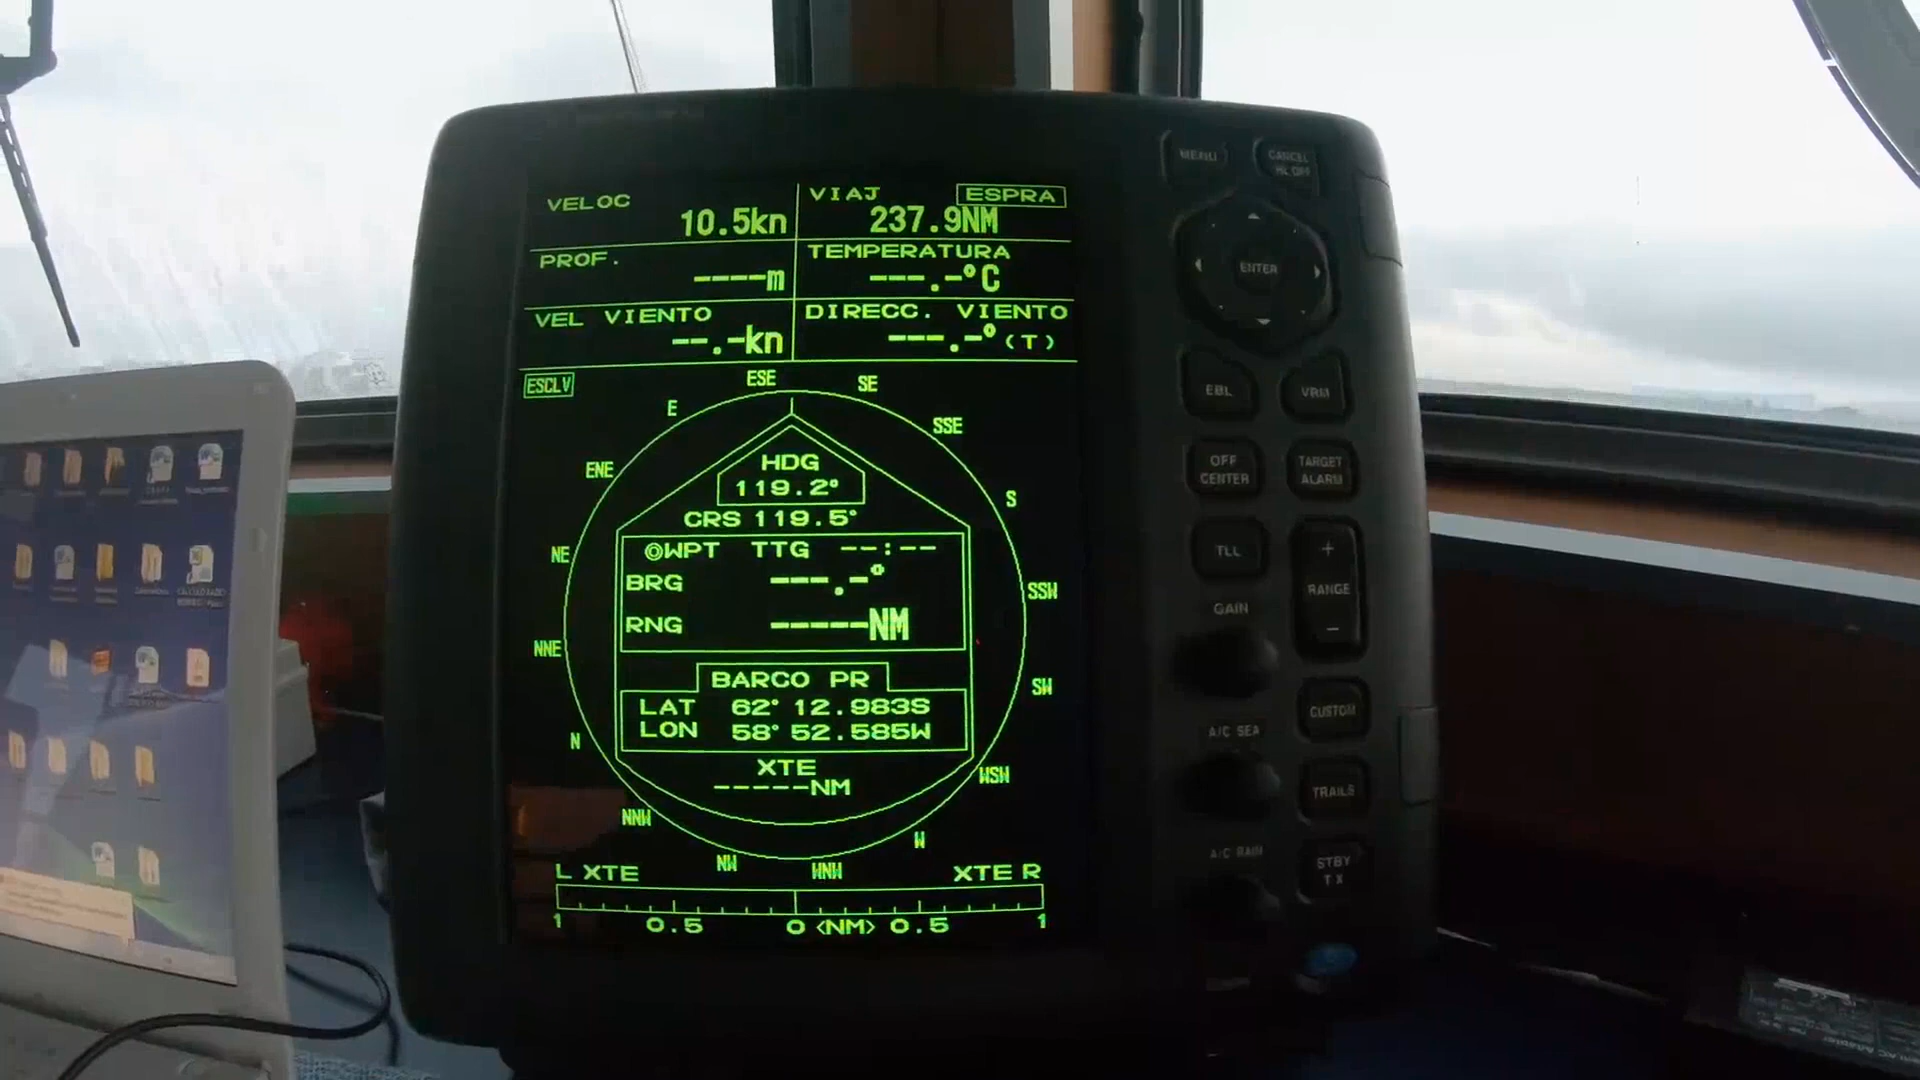 VELOC
10.5kn
VIAJ ESPRA
237.9NM
PROF.
----m
TEMPERATURA
---.-°C
VEL VIENTO
--.-kn
DIRECC. VIENTO
---.-°(T)
ESCLV
ESE
SE
E
SSE
ENE
S
NE
SSW
NNE
SW
N
WSW
NNW
W
NW
WNW
HDG
119.2°
CRS 119.5°
◎WPT TTG --:--
BRG ---.-°
RNG -----NM
BARCO PR
LAT 62° 12.983S
LON 58° 52.585W
XTE
-----NM
L XTE
XTE R
1 0.5 0 <NM> 0.5 1
MENU
CANCEL
HL OFF
ENTER
EBL
VRM
OFF
CENTER
TARGET
ALARM
TLL
+
RANGE
-
GAIN
CUSTOM
A/C SEA
TRAILS
A/C RAIN
STBY
TX